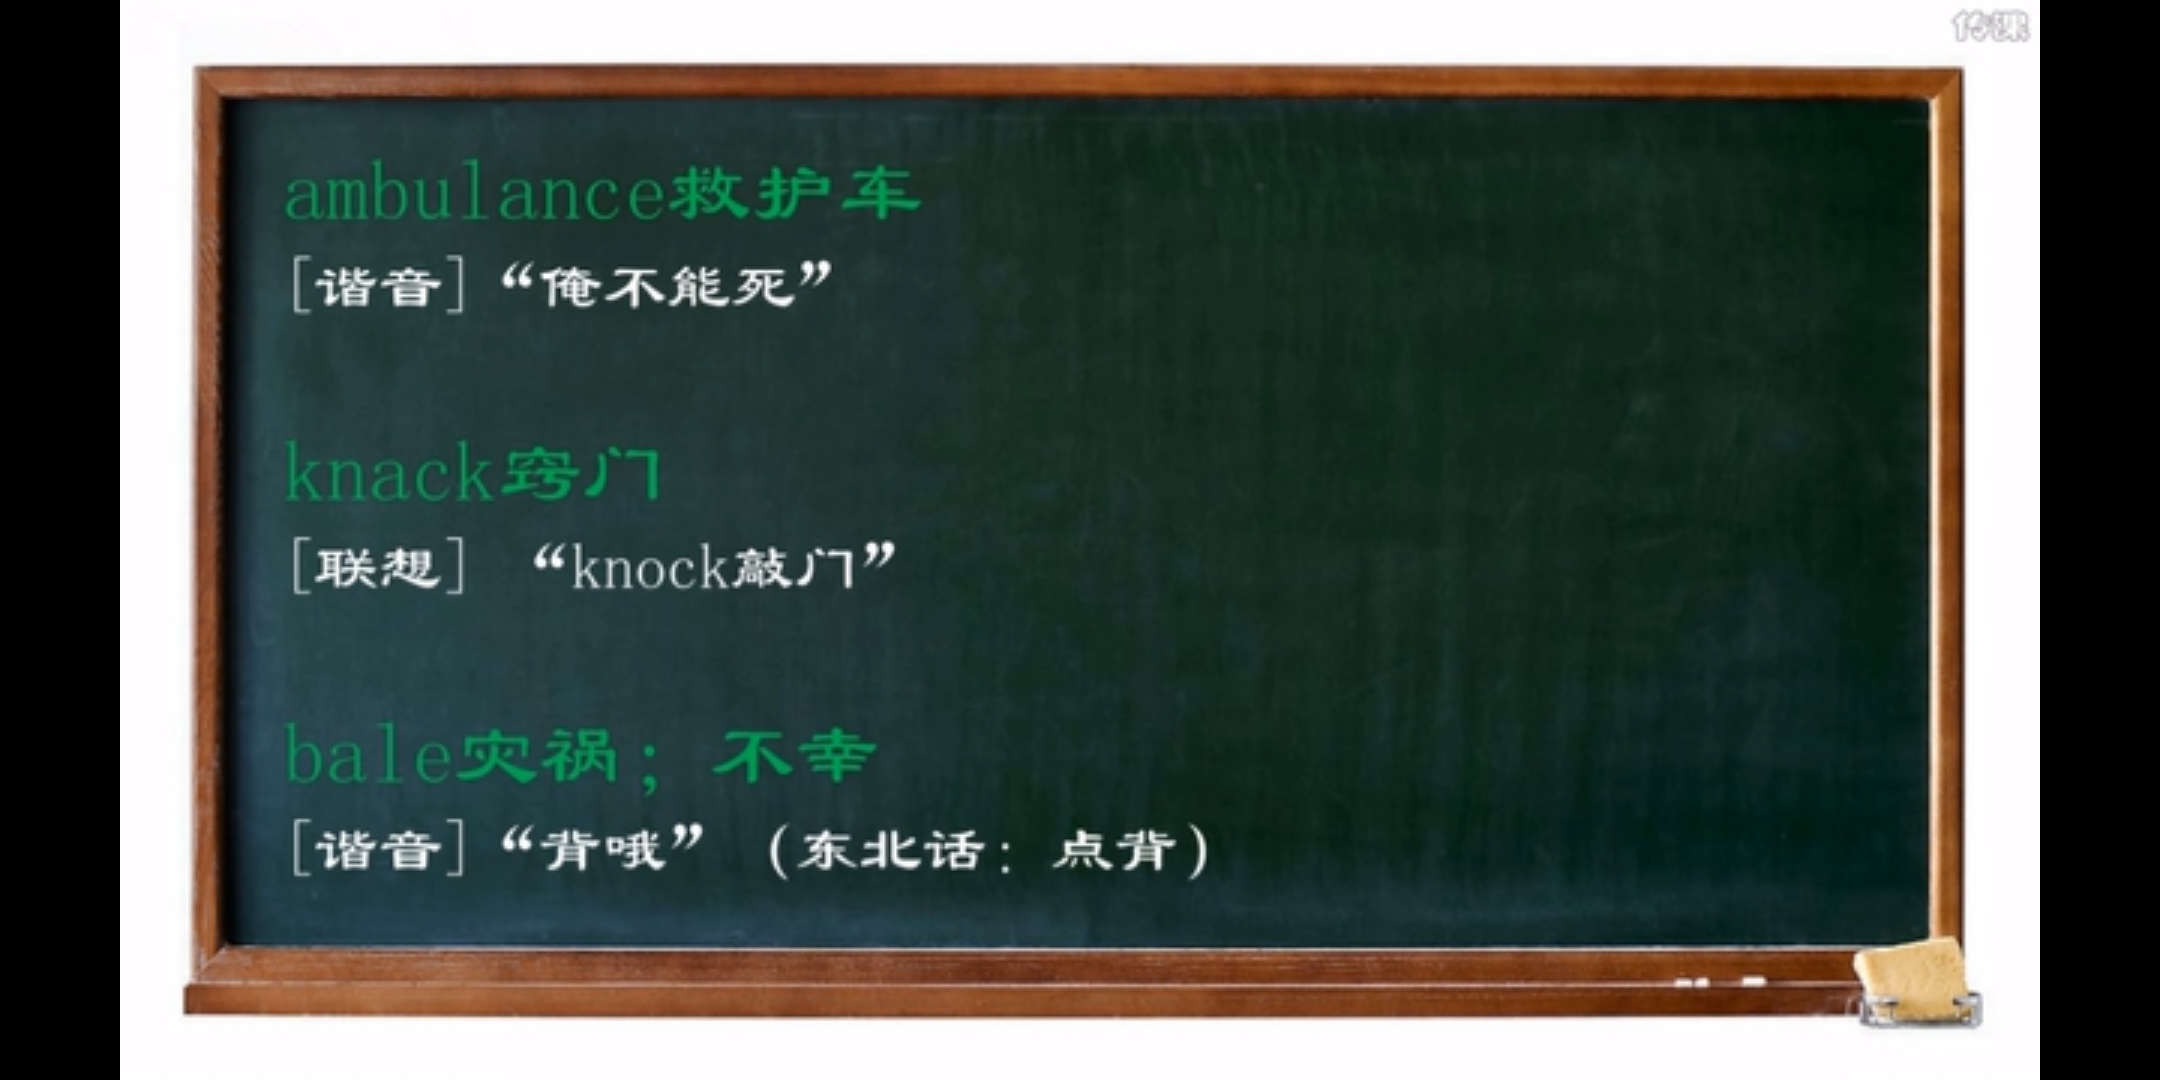 传课
ambulance救护车
[谐音]“俺不能死”
knack窍门
[联想] “knock敲门”
bale灾祸；不幸
[谐音]“背哦” (东北话：点背)